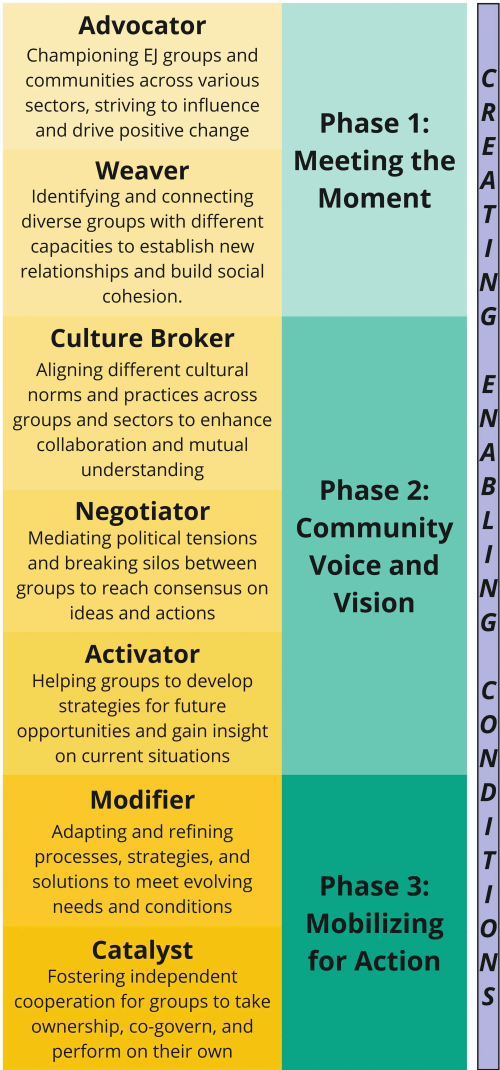 Advocator
Championing EJ groups and
communities across various
sectors, striving to influence
and drive positive change
Weaver
Identifying and connecting
diverse groups with different
capacities to establish new
relationships and build social
cohesion.
Phase 1:
Meeting the
Moment
Culture Broker
Aligning different cultural
norms and practices across
groups and sectors to enhance
collaboration and mutual
understanding
Negotiator
Mediating political tensions
and breaking silos between
groups to reach consensus on
ideas and actions
Activator
Helping groups to develop
strategies for future
opportunities and gain insight
on current situations
Phase 2:
Community
Voice and
Vision
Modifier
Adapting and refining
processes, strategies, and
solutions to meet evolving
needs and conditions
Catalyst
Fostering independent
cooperation for groups to take
ownership, co-govern, and
perform on their own
Phase 3:
Mobilizing
for Action
CREATING ENABLING CONDITIONS